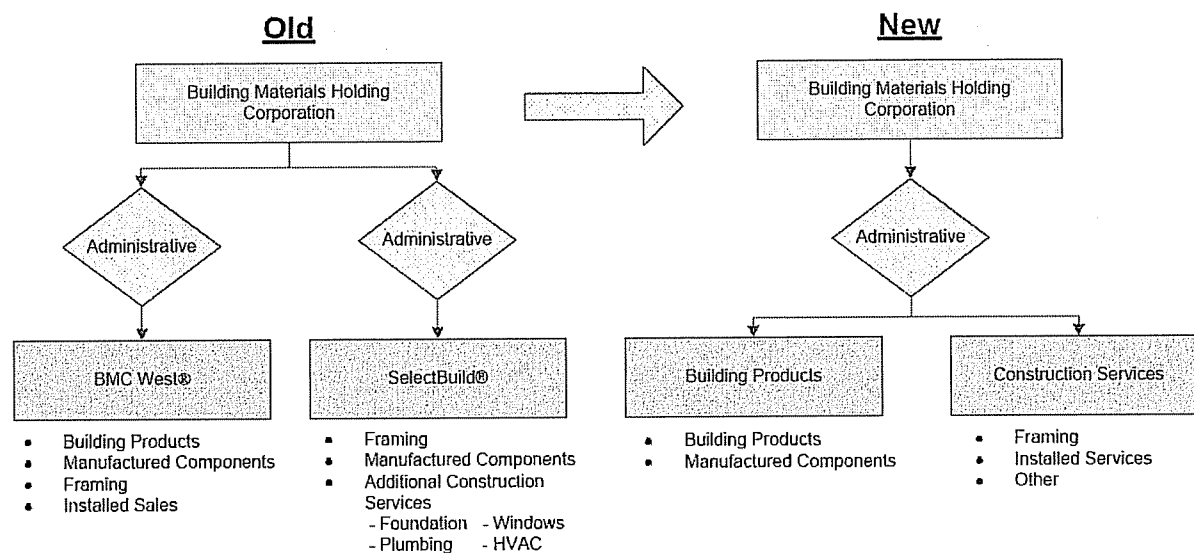 Old
New
Building Materials Holding
Corporation
Building Materials Holding
Corporation
Administrative
Administrative
Administrative
BMC West®
SelectBuild®
Building Products
Construction Services
• Building Products
• Manufactured Components
• Framing
• Installed Sales
• Framing
• Manufactured Components
• Additional Construction
Services
- Foundation - Windows
- Plumbing - HVAC
• Building Products
• Manufactured Components
• Framing
• Installed Services
• Other